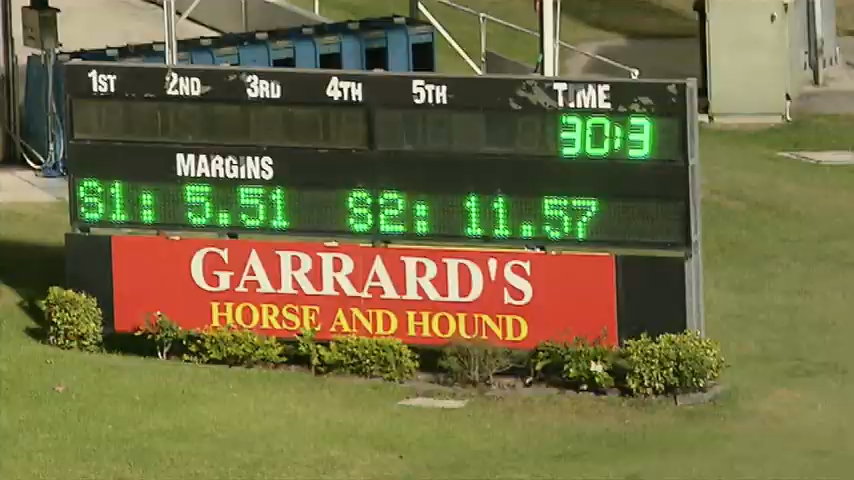 1ST 2ND 3RD 4TH 5TH TIME
30:3
MARGINS
S1: 5.51 S2: 11.57
GARRARD'S
HORSE AND HOUND